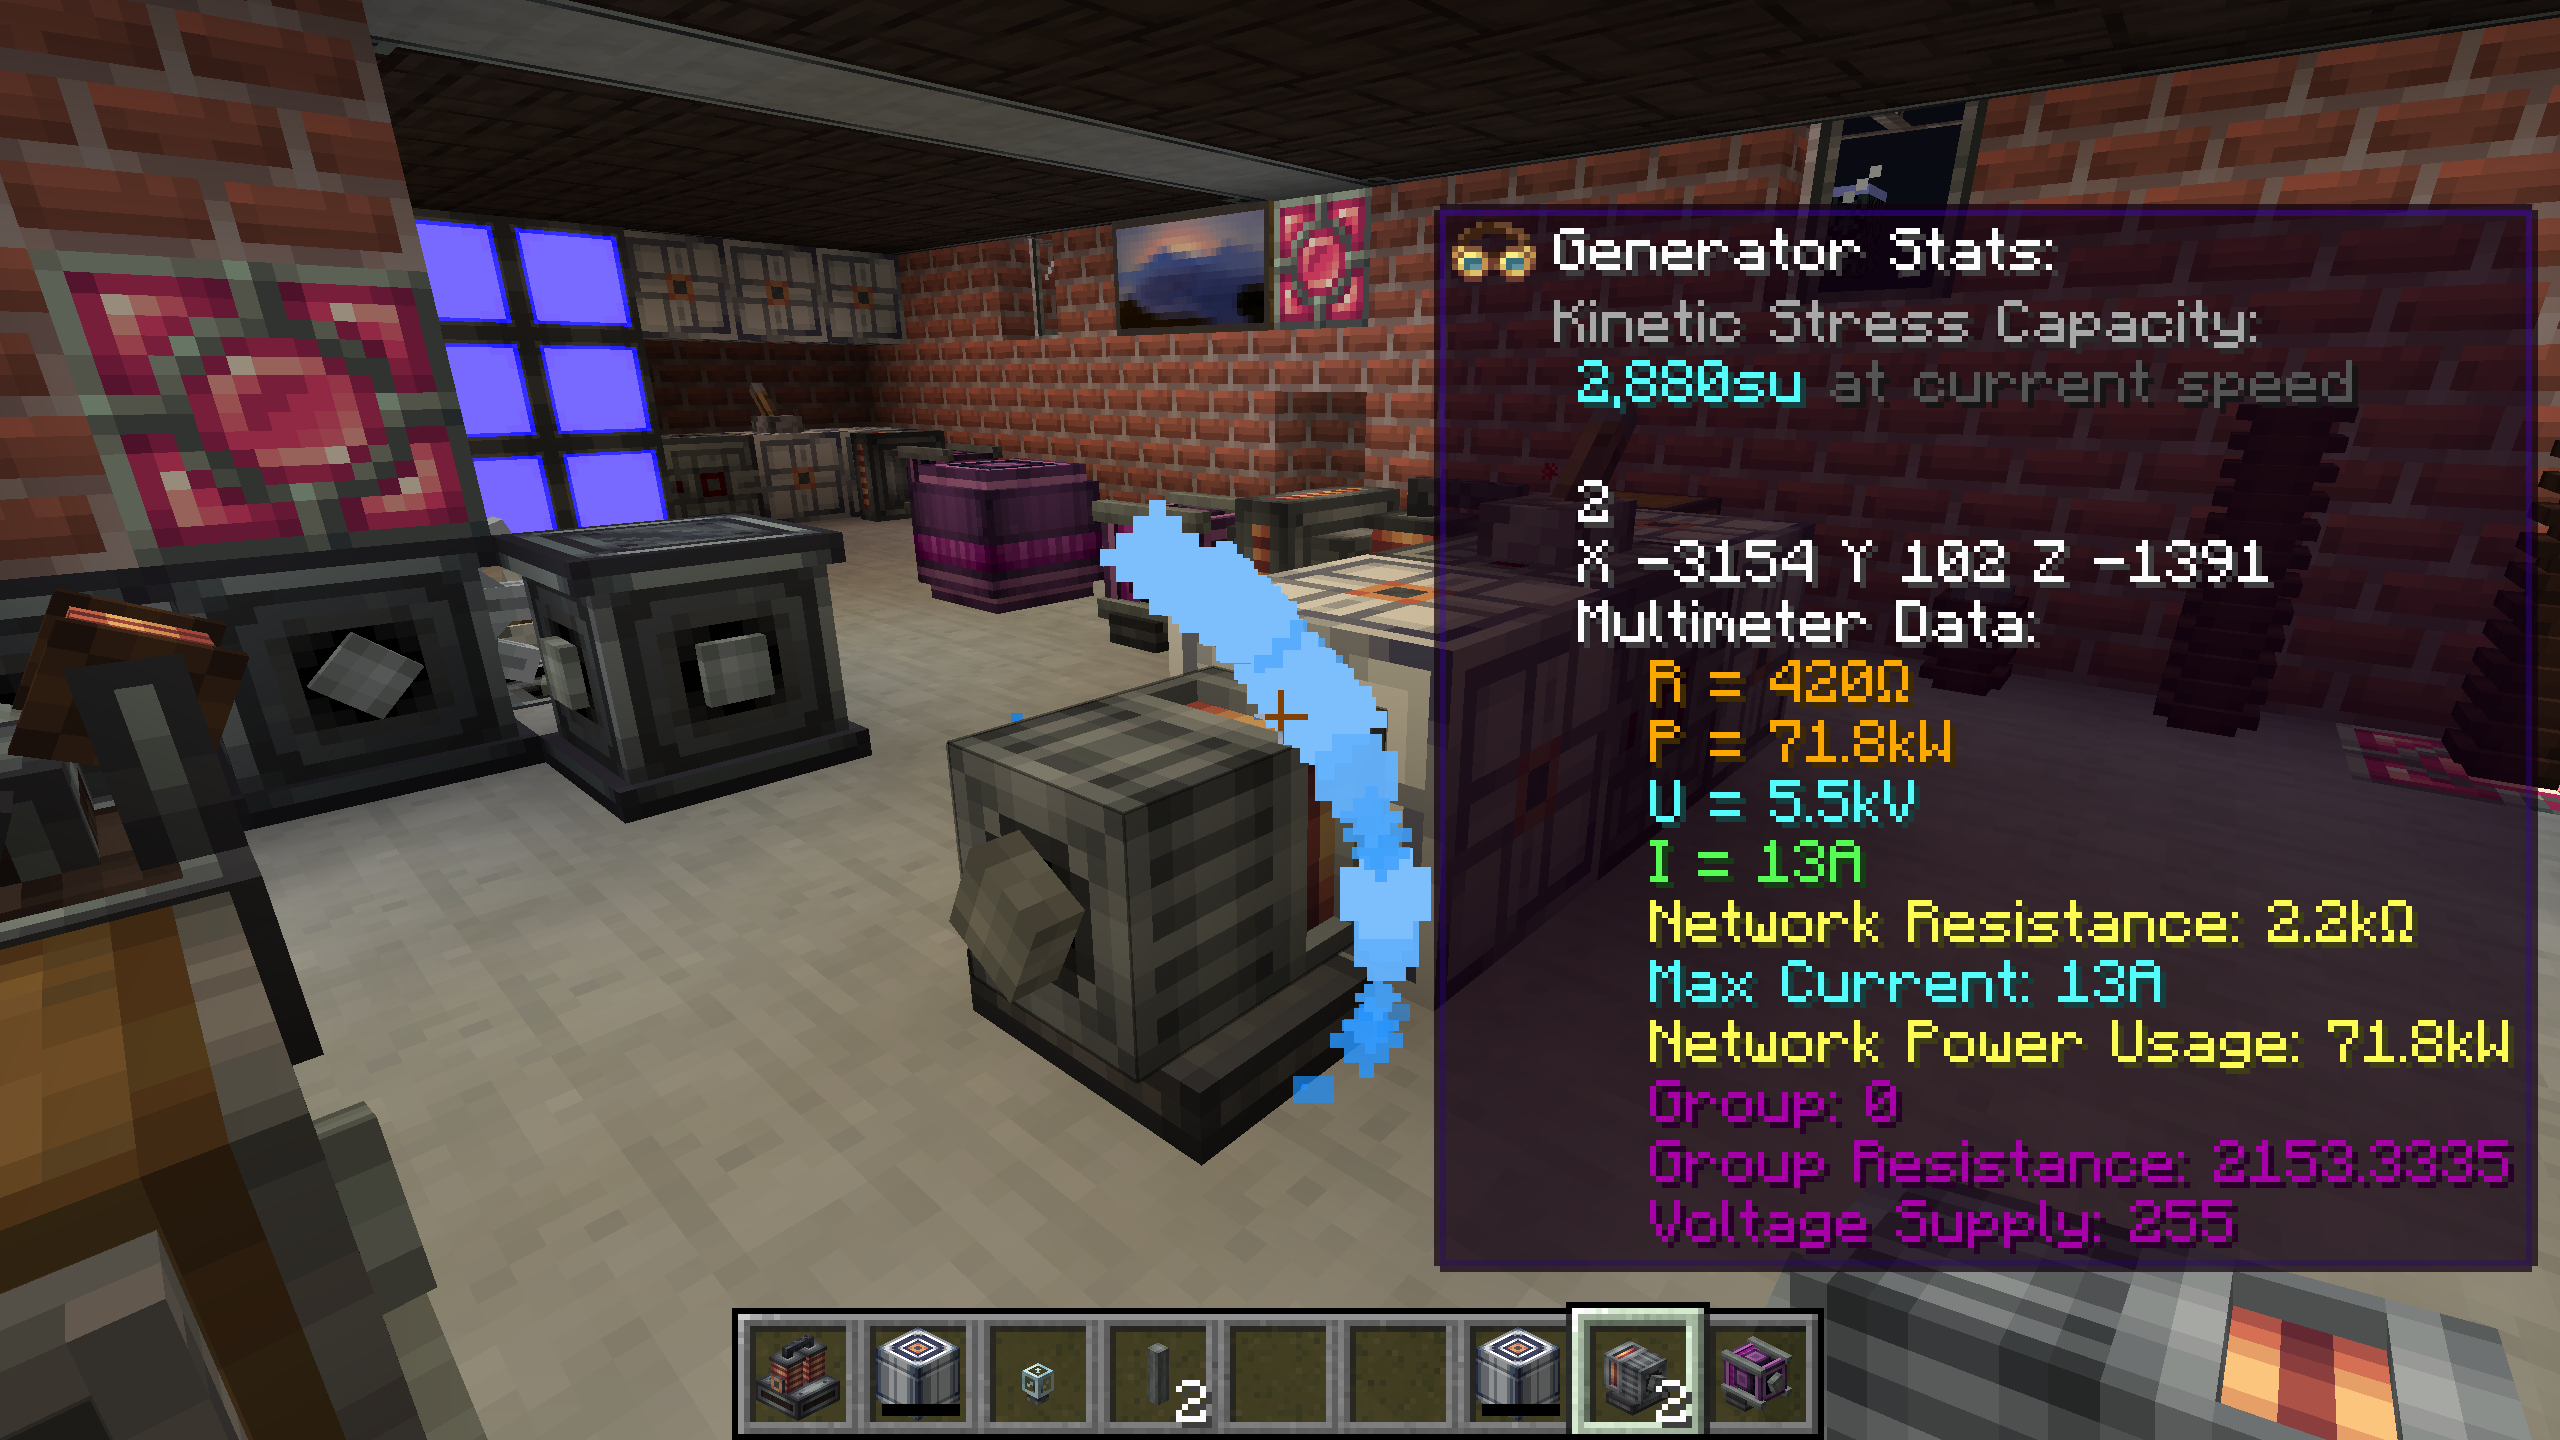 Generator Stats:
Kinetic Stress Capacity:
2,880su at current speed
2
X -3154 Y 102 Z -1391
Multimeter Data:
R = 420Ω
P = 71.8kW
U = 5.5kV
I = 13A
Network Resistance: 2.2kΩ
Max Current: 13A
Network Power Usage: 71.8kW
Group: 0
Group Resistance: 2153.3335
Voltage Supply: 255
2
2